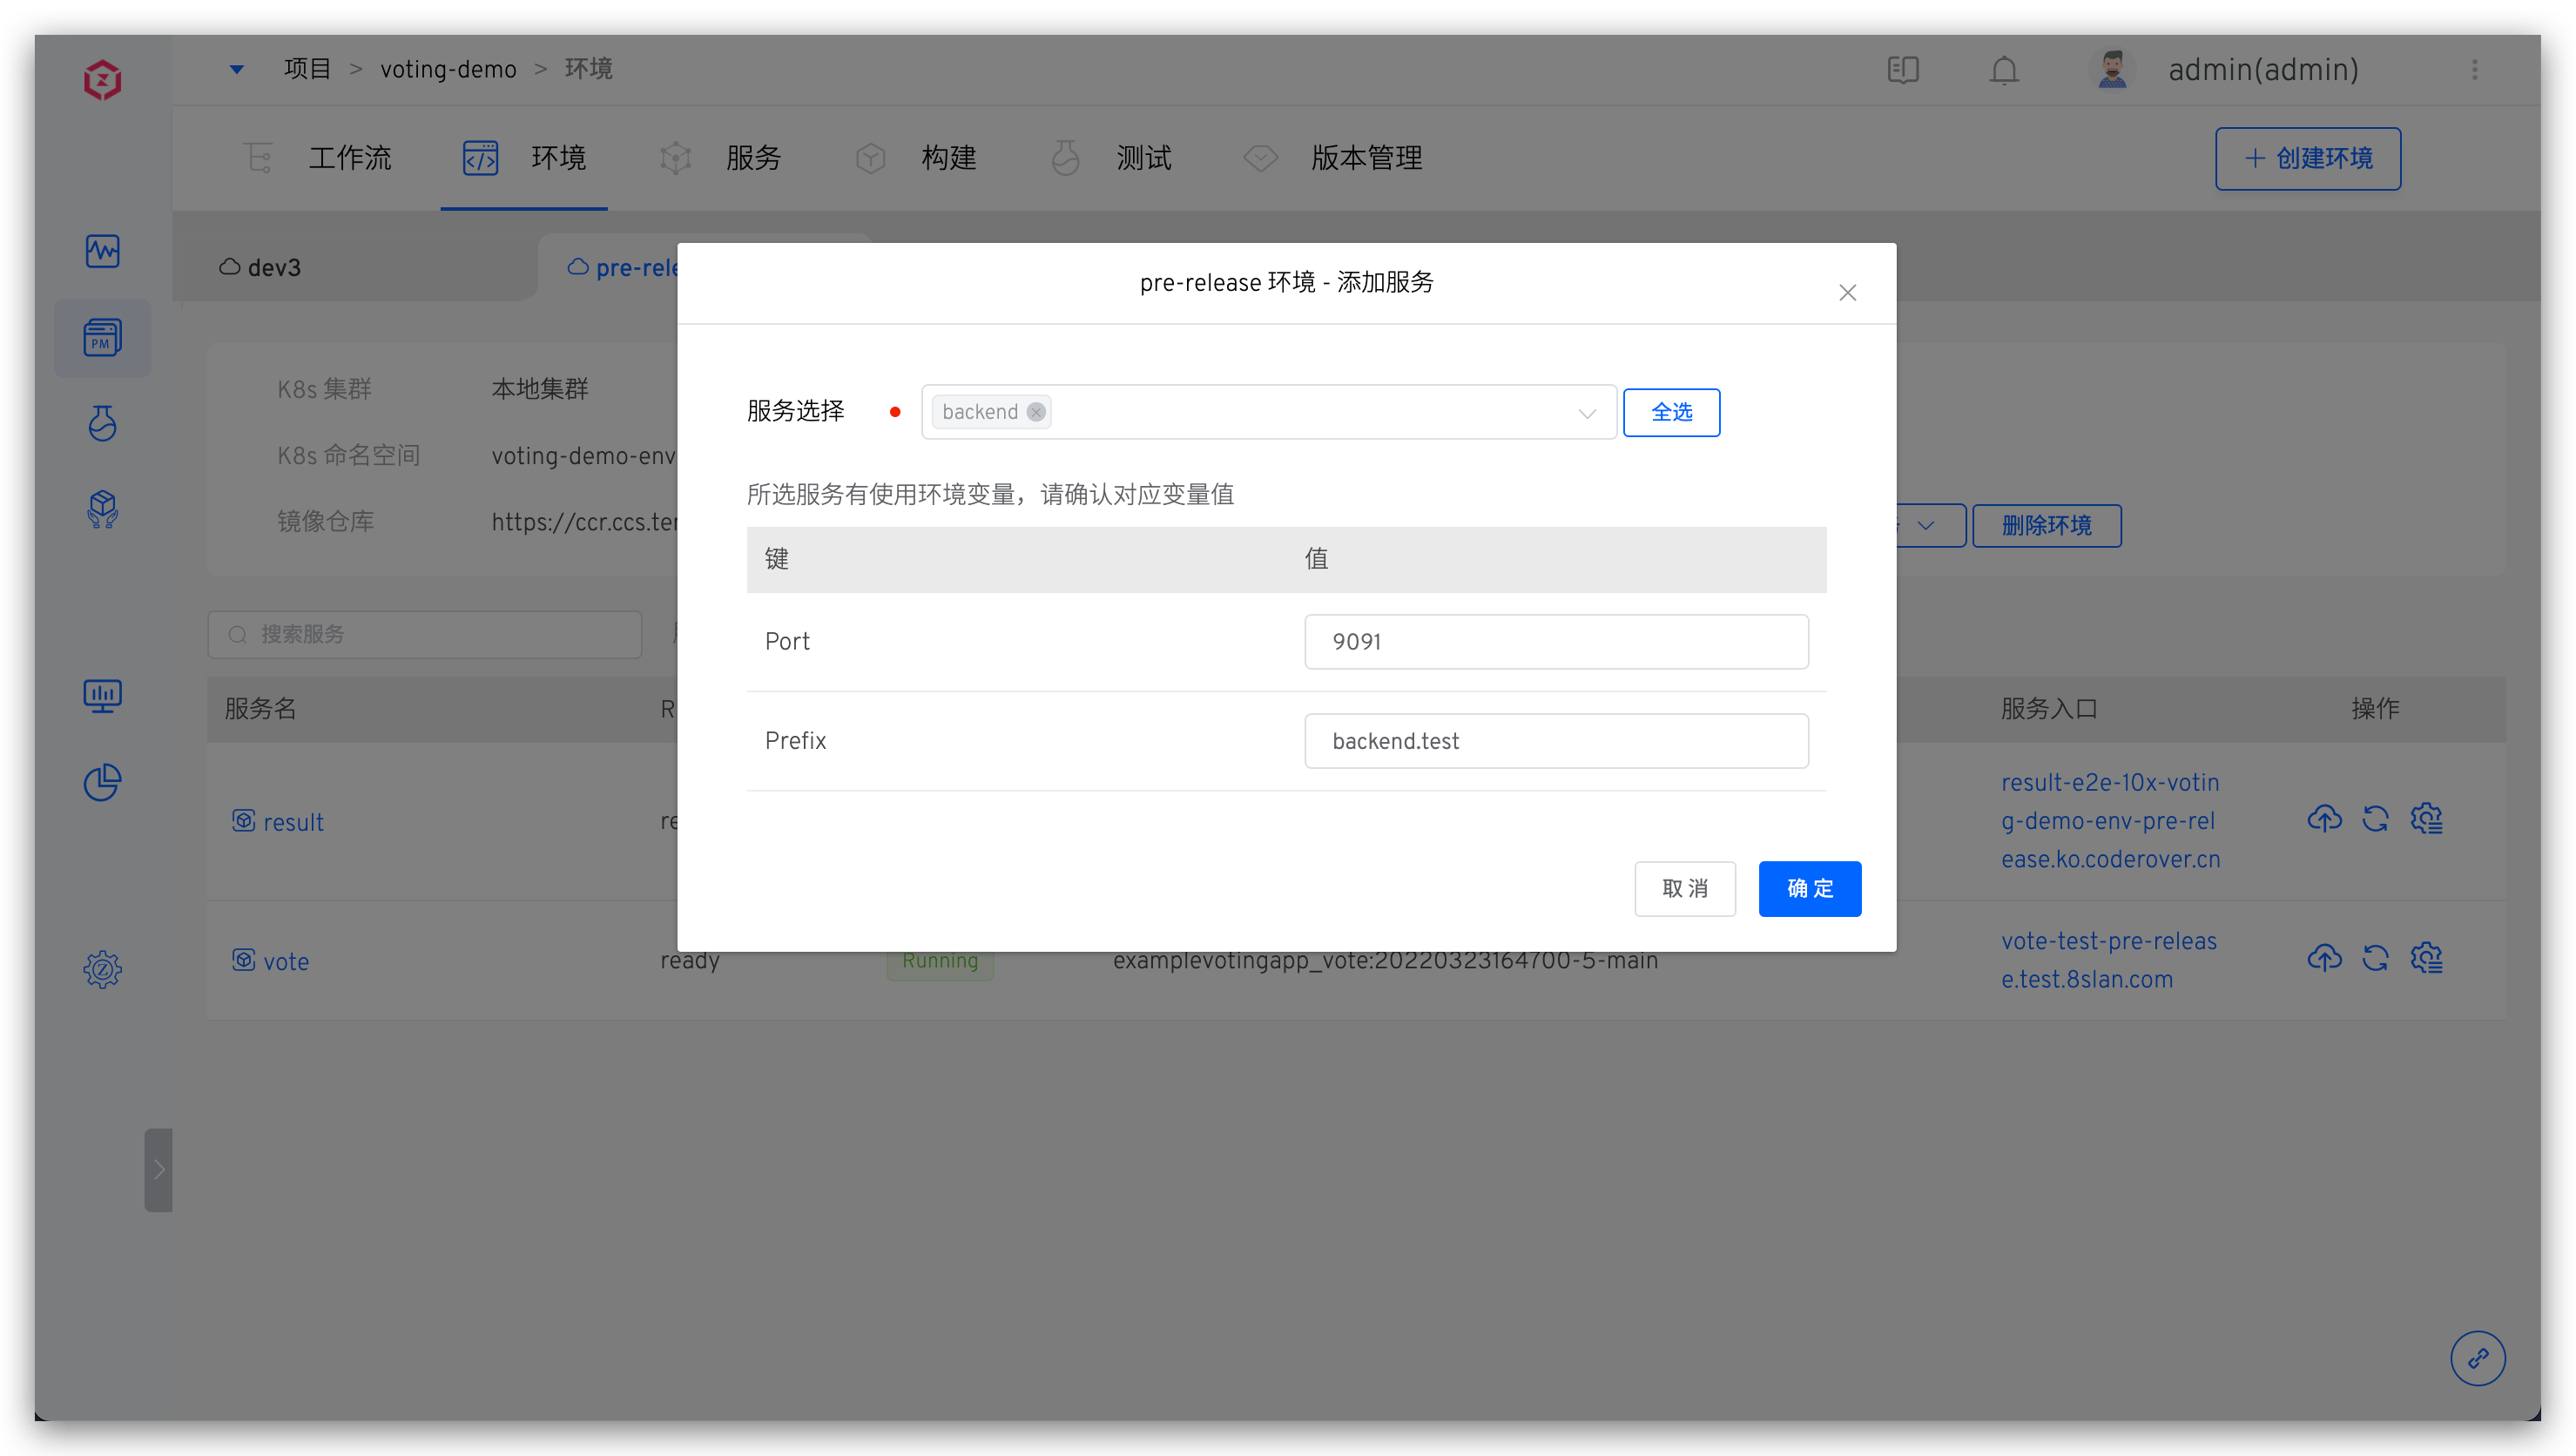 项目 > voting-demo > 环境
admin(admin)
工作流 环境 服务 构建 测试 版本管理
+ 创建环境
dev3
pre-rele
pre-release 环境 - 添加服务
PM
K8s 集群 本地集群
K8s 命名空间 voting-demo-env
镜像仓库 https://ccr.ccs.ter
服务选择 backend 全选
所选服务有使用环境变量，请确认对应变量值
键 值
Port 9091
Prefix backend.test
取消 确定
删除环境
搜索服务
服务名 R 服务入口 操作
result re result-e2e-10x-votin
g-demo-env-pre-rel
ease.ko.coderover.cn
vote ready Running examplevotingapp_vote:20220323164700-5-main vote-test-pre-releas
e.test.8slan.com